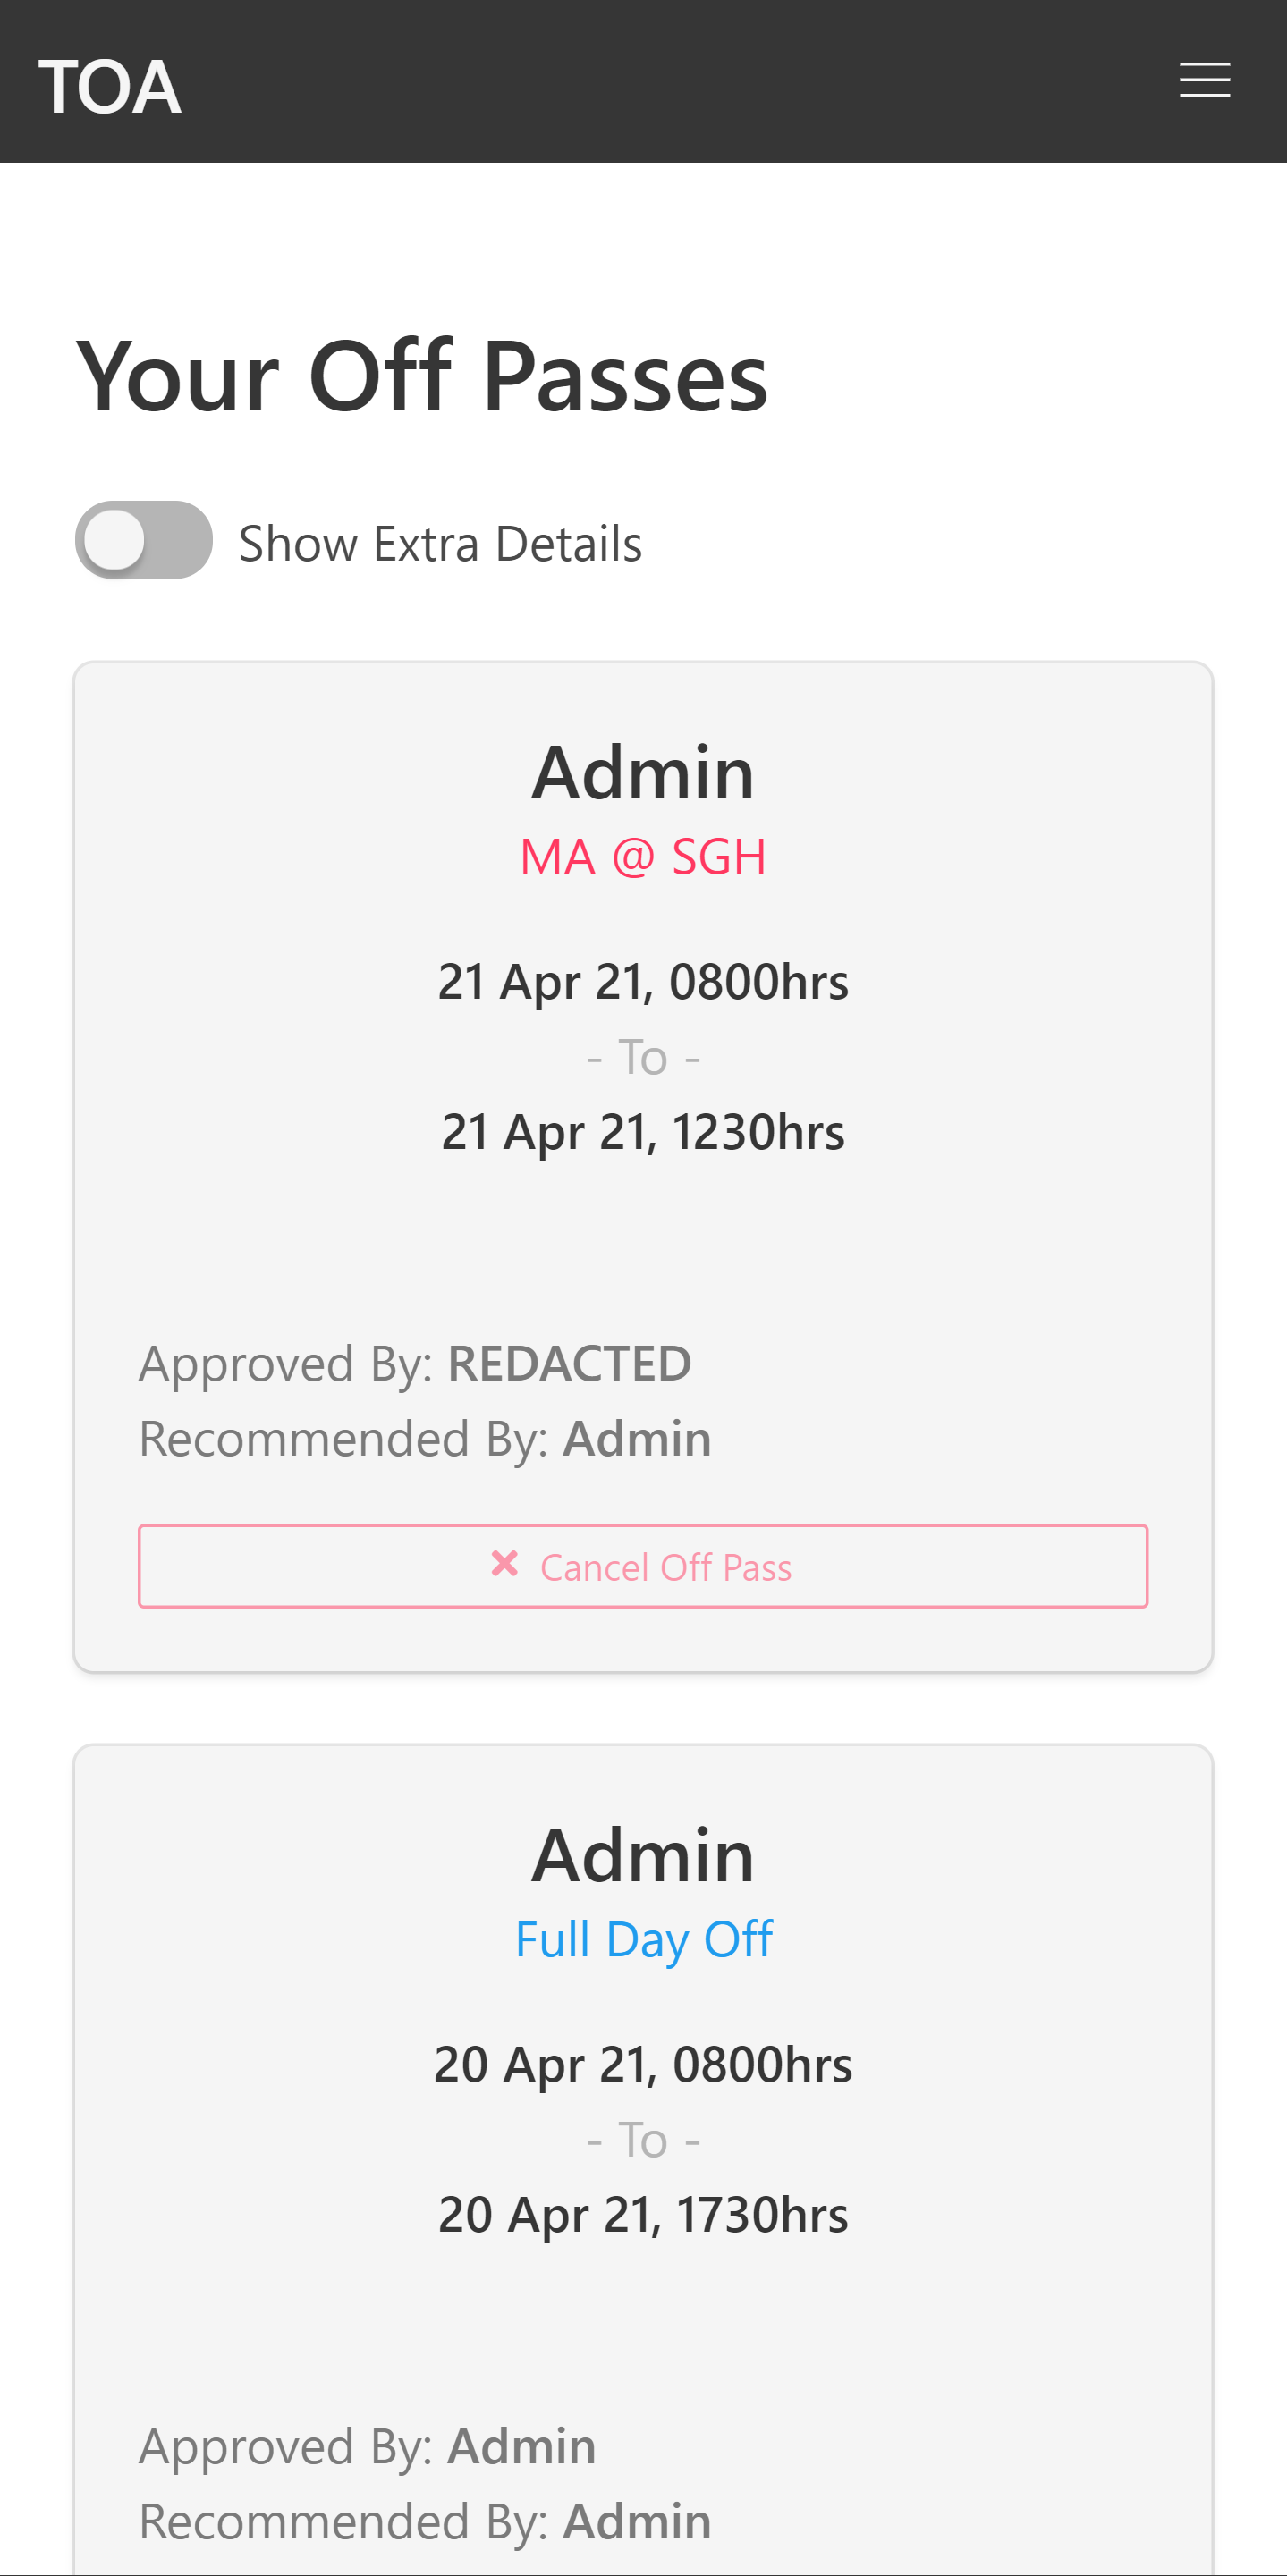 TOA
Your Off Passes
Show Extra Details
Admin
MA @ SGH
21 Apr 21, 0800hrs
- To -
21 Apr 21, 1230hrs
Approved By: REDACTED
Recommended By: Admin
Cancel Off Pass
Admin
Full Day Off
20 Apr 21, 0800hrs
- To -
20 Apr 21, 1730hrs
Approved By: Admin
Recommended By: Admin